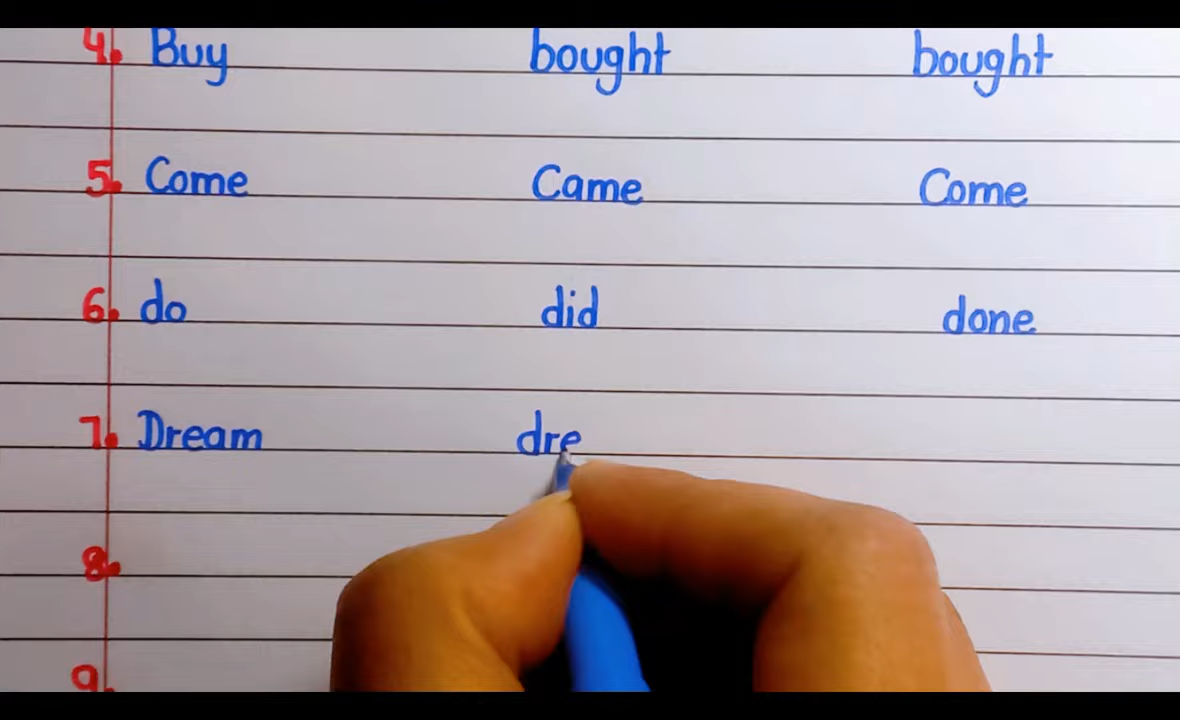 4. Buy bought bought
5. Come Came Come
6. do did done
7. Dream dre
8.
9.